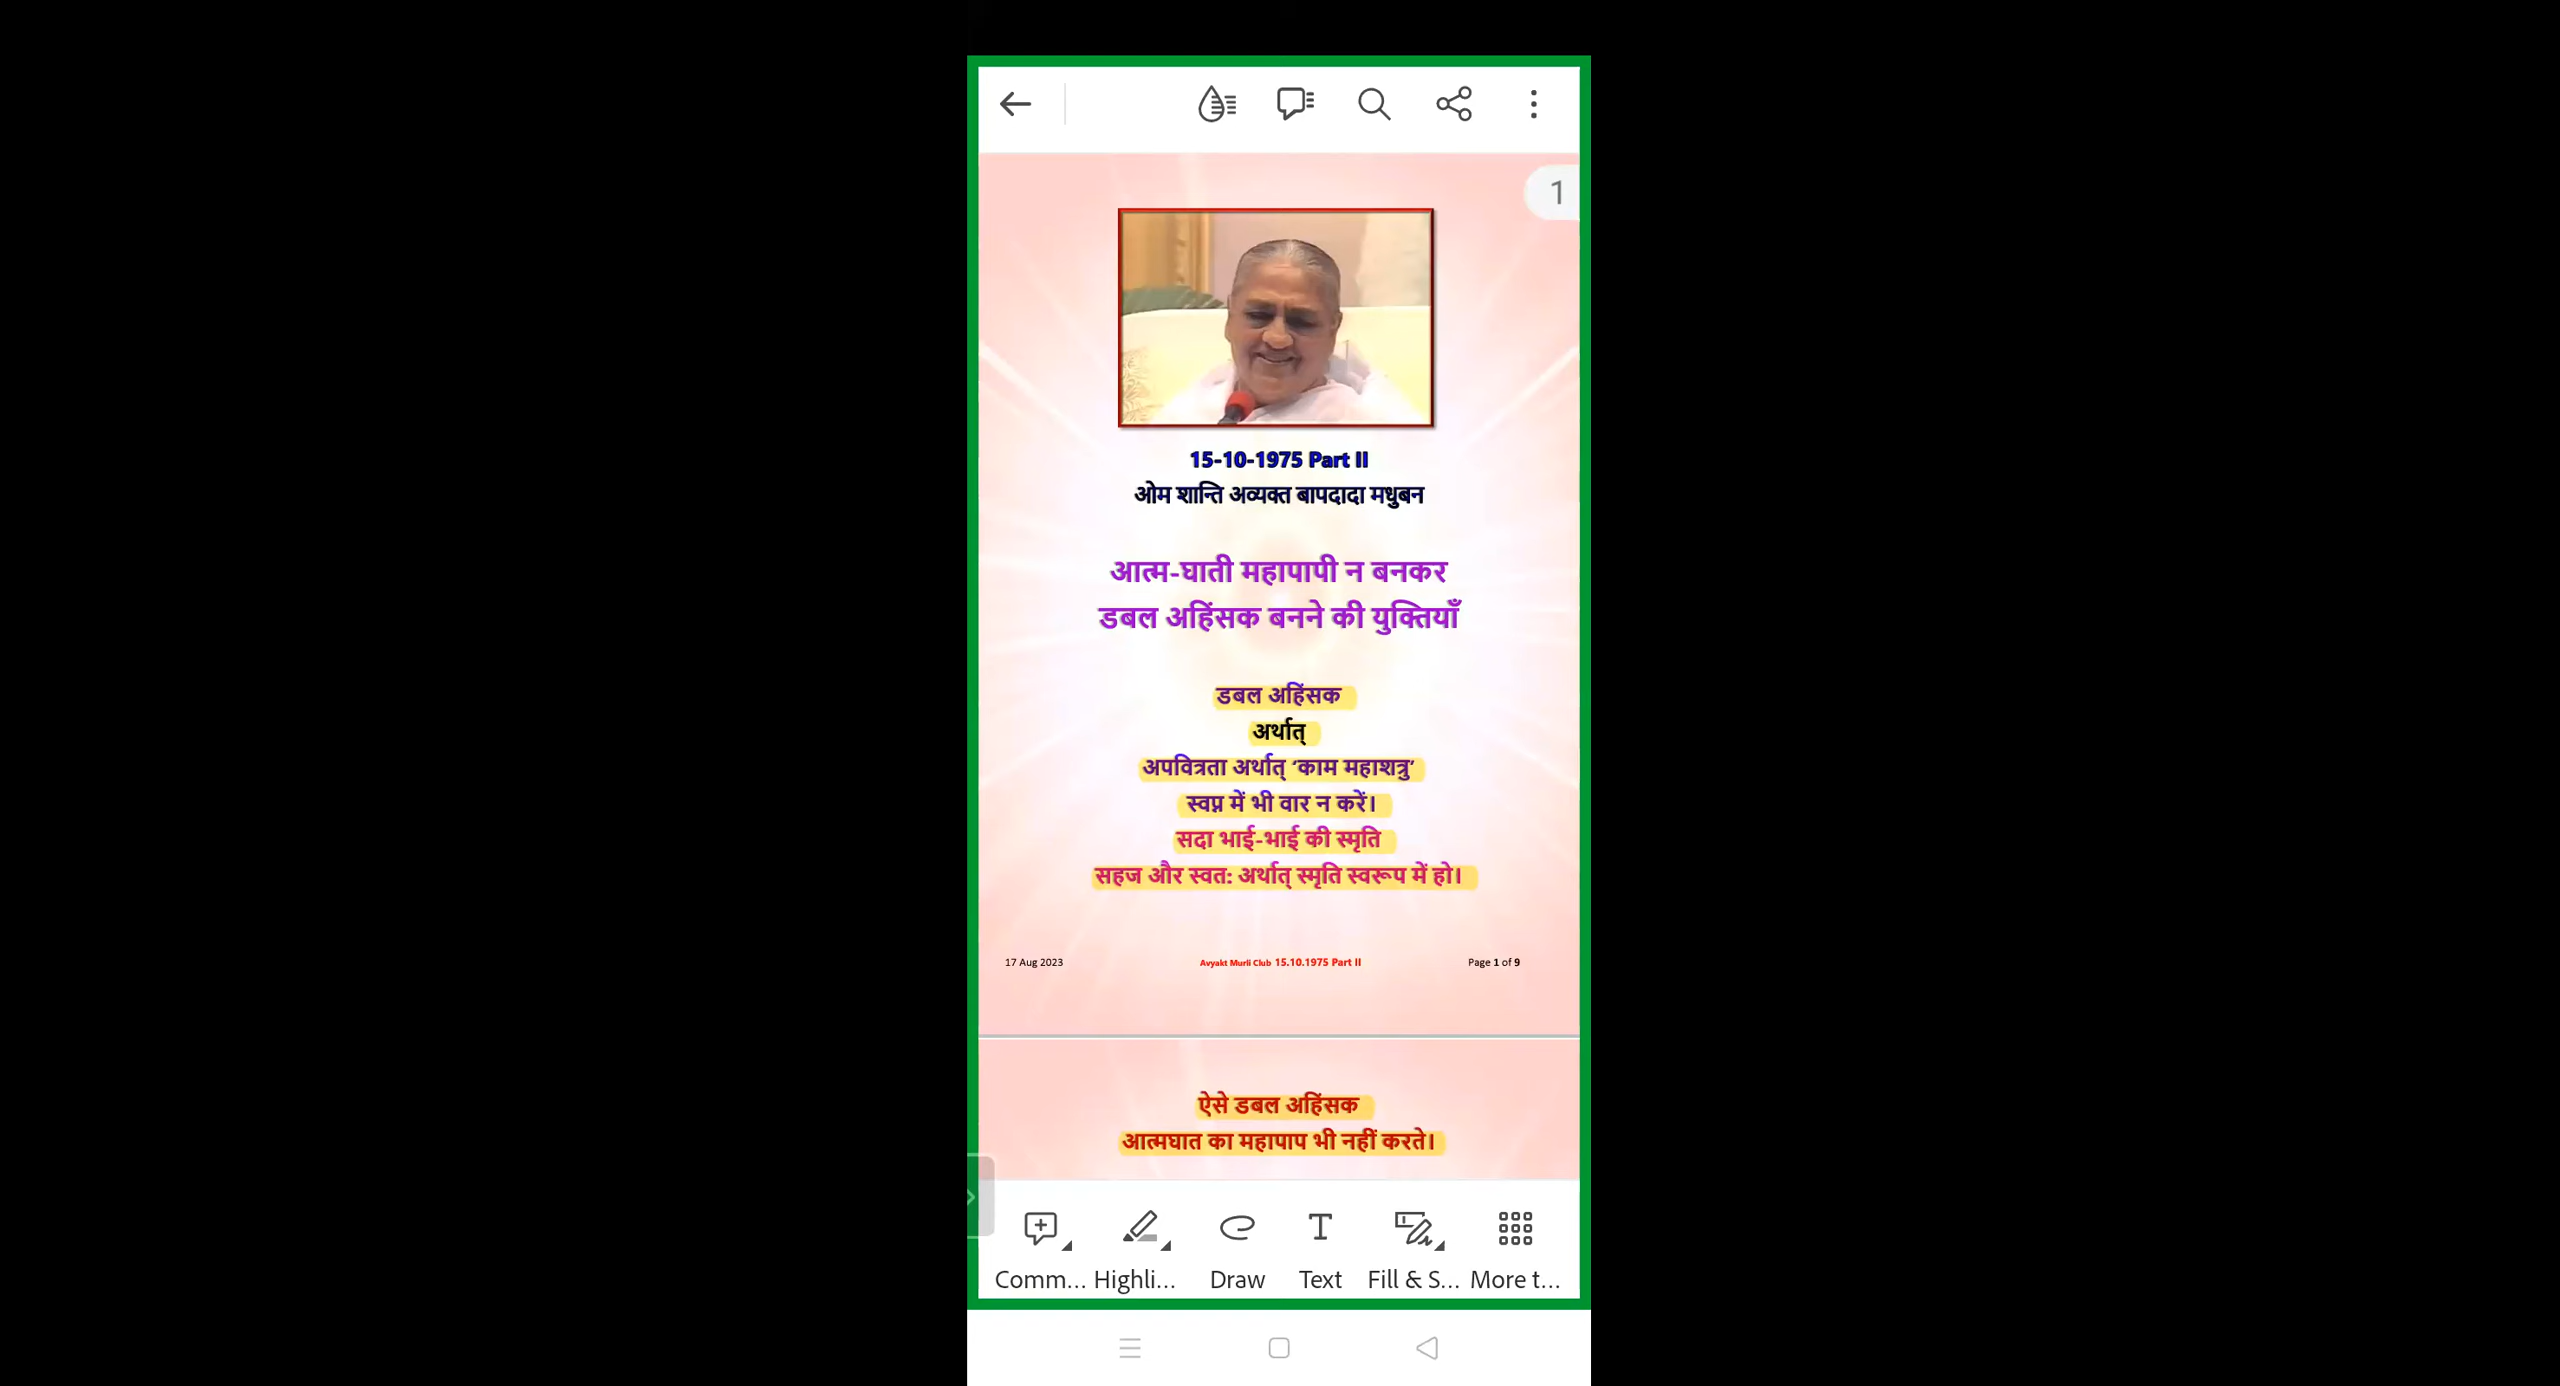 1
15-10-1975 Part II
ओम शान्ति अव्यक्त बापदादा मधुबन
आत्म-घाती महापापी न बनकर
डबल अहिंसक बनने की युक्तियाँ
डबल अहिंसक
अर्थात्
अपवित्रता अर्थात् ‘काम महाशत्रु’
स्वप्न में भी वार न करें।
सदा भाई-भाई की स्मृति
सहज और स्वत: अर्थात् स्मृति स्वरूप में हो।
17 Aug 2023 Avyakt Murli Club 15.10.1975 Part II Page 1 of 9
ऐसे डबल अहिंसक
आत्मघात का महापाप भी नहीं करते।
Comm... Highli... Draw Text Fill & S... More t...